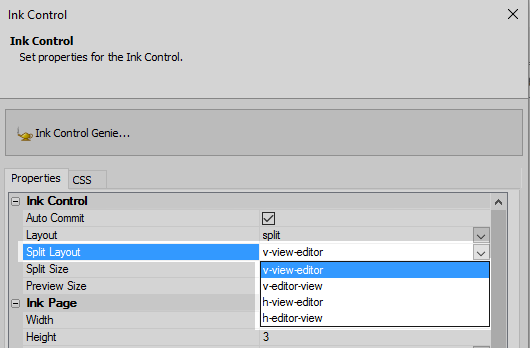 Ink Control
Ink Control
Set properties for the Ink Control.
Ink Control Genie...
Properties CSS
Ink Control
Auto Commit
Layout split
Split Layout v-view-editor
Split Size v-view-editor
Preview Size v-editor-view
Ink Page h-view-editor
Width h-editor-view
Height 3